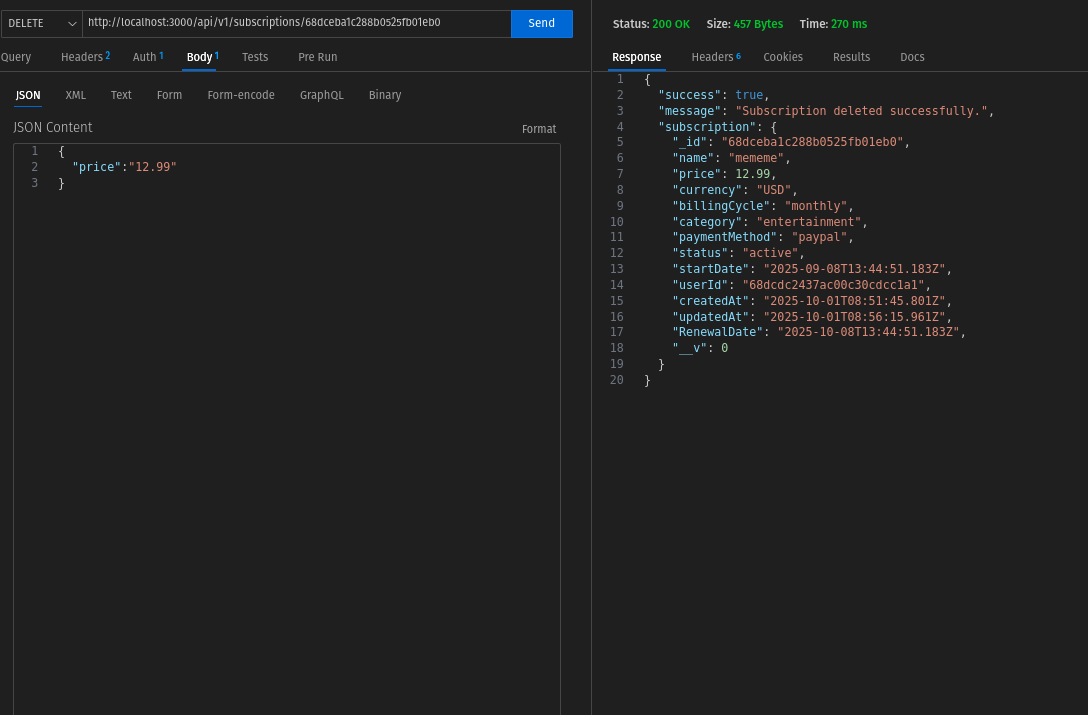 DELETE http://localhost:3000/api/v1/subscriptions/68dceba1c288b0525fb01eb0 Send
Query Headers 2 Auth 1 Body 1 Tests Pre Run
JSON XML Text Form Form-encode GraphQL Binary
JSON Content Format
1 {
2 "price":"12.99"
3 }
Status: 200 OK Size: 457 Bytes Time: 270 ms
Response Headers 6 Cookies Results Docs
1 {
2 "success": true,
3 "message": "Subscription deleted successfully.",
4 "subscription": {
5 "_id": "68dceba1c288b0525fb01eb0",
6 "name": "mememe",
7 "price": 12.99,
8 "currency": "USD",
9 "billingCycle": "monthly",
10 "category": "entertainment",
11 "paymentMethod": "paypal",
12 "status": "active",
13 "startDate": "2025-09-08T13:44:51.183Z",
14 "userId": "68dcdc2437ac00c30cdcc1a1",
15 "createdAt": "2025-10-01T08:51:45.801Z",
16 "updatedAt": "2025-10-01T08:56:15.961Z",
17 "RenewalDate": "2025-10-08T13:44:51.183Z",
18 "__v": 0
19 }
20 }